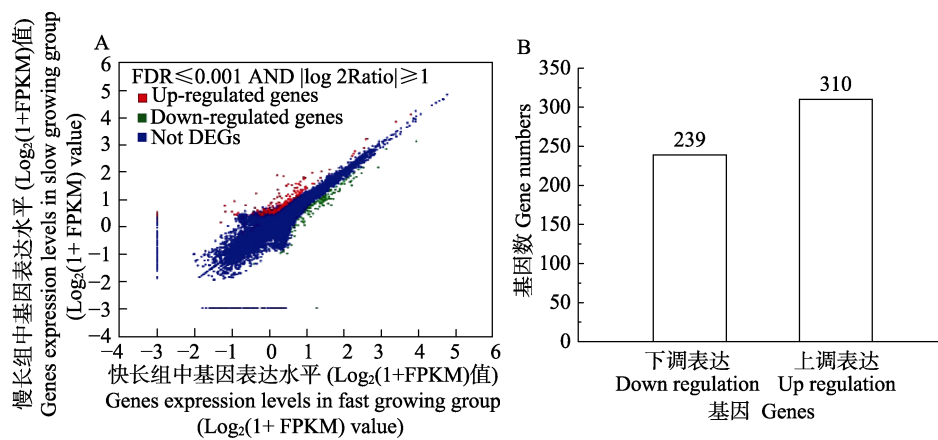 慢长组中基因表达水平 (Log₂(1+FPKM)值)
Genes expression levels in slow growing group
(Log₂(1+ FPKM) value)
A
6
5
4
3
2
1
0
−1
−2
−3
−4
FDR≤0.001 AND |log 2Ratio|≥1
Up-regulated genes
Down-regulated genes
Not DEGs
−4 −3 −2 −1 0 1 2 3 4 5 6
快长组中基因表达水平 (Log₂(1+FPKM)值)
Genes expression levels in fast growing group
(Log₂(1+ FPKM) value)
B
基因数 Gene numbers
350
300
250
200
150
100
50
0
239
310
下调表达
Down regulation
上调表达
Up regulation
基因 Genes